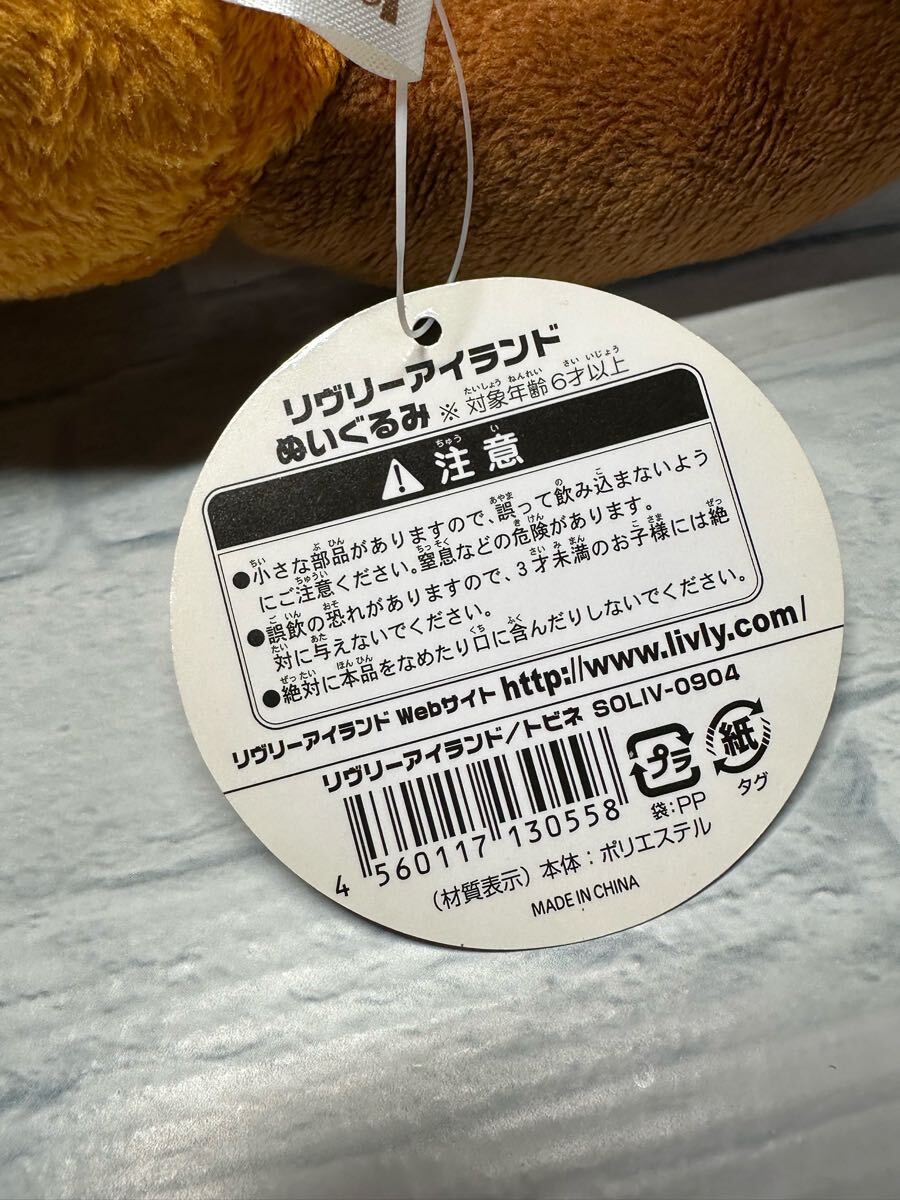 リヴリーアイランド
ぬいぐるみ ※対象年齢6才以上
注意
●小さな部品がありますので、誤って飲み込まないよう
にご注意ください。窒息などの危険があります。
●誤飲の恐れがありますので、3才未満のお子様には絶
対に与えないでください。
●絶対に本品をなめたり口に含んだりしないでください。
リヴリーアイランド Webサイト http://www.livly.com/
リヴリーアイランド/トビネ SOLIV-0904
プラ
紙
袋:PP
タグ
4 560117 130558
(材質表示) 本体:ポリエステル
MADE IN CHINA